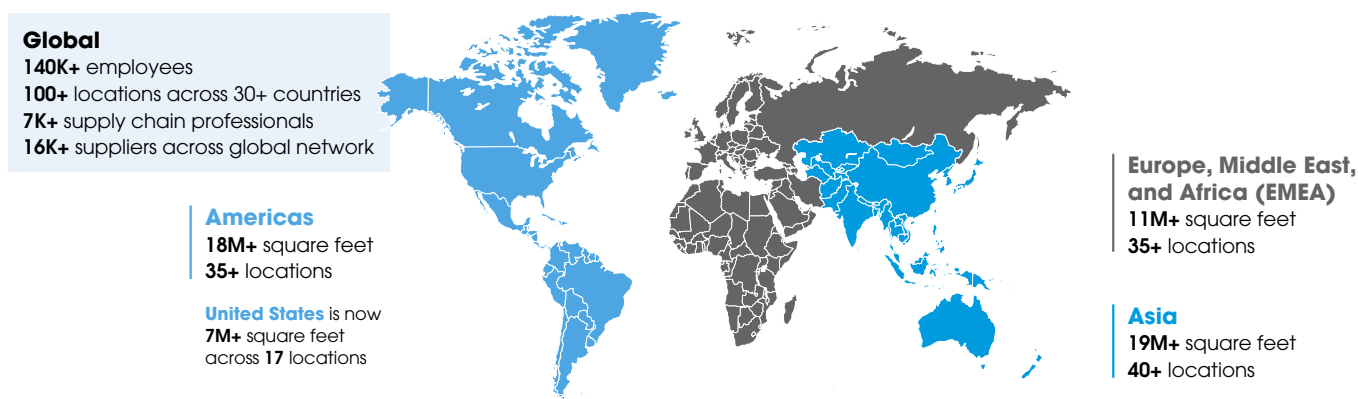 Global
140K+ employees
100+ locations across 30+ countries
7K+ supply chain professionals
16K+ suppliers across global network
Americas
18M+ square feet
35+ locations
United States is now
7M+ square feet
across 17 locations
Europe, Middle East,
and Africa (EMEA)
11M+ square feet
35+ locations
Asia
19M+ square feet
40+ locations